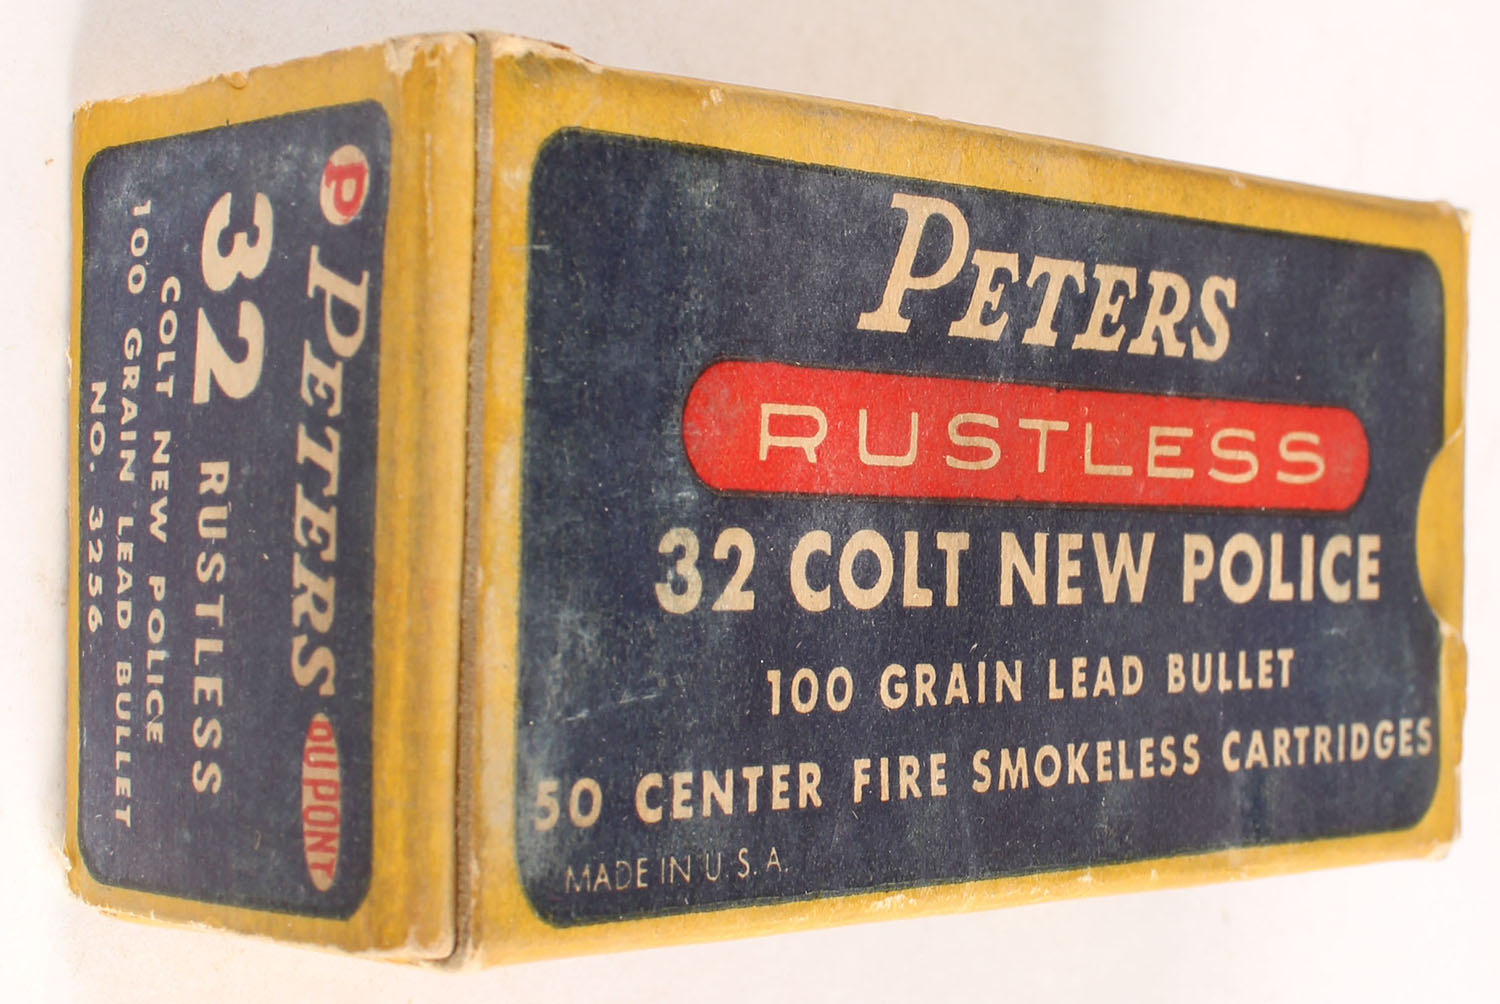 P PETERS DUPONT
32 RUSTLESS
COLT NEW POLICE
100 GRAIN LEAD BULLET
NO. 3256
PETERS
RUSTLESS
32 COLT NEW POLICE
100 GRAIN LEAD BULLET
50 CENTER FIRE SMOKELESS CARTRIDGES
MADE IN U.S.A.